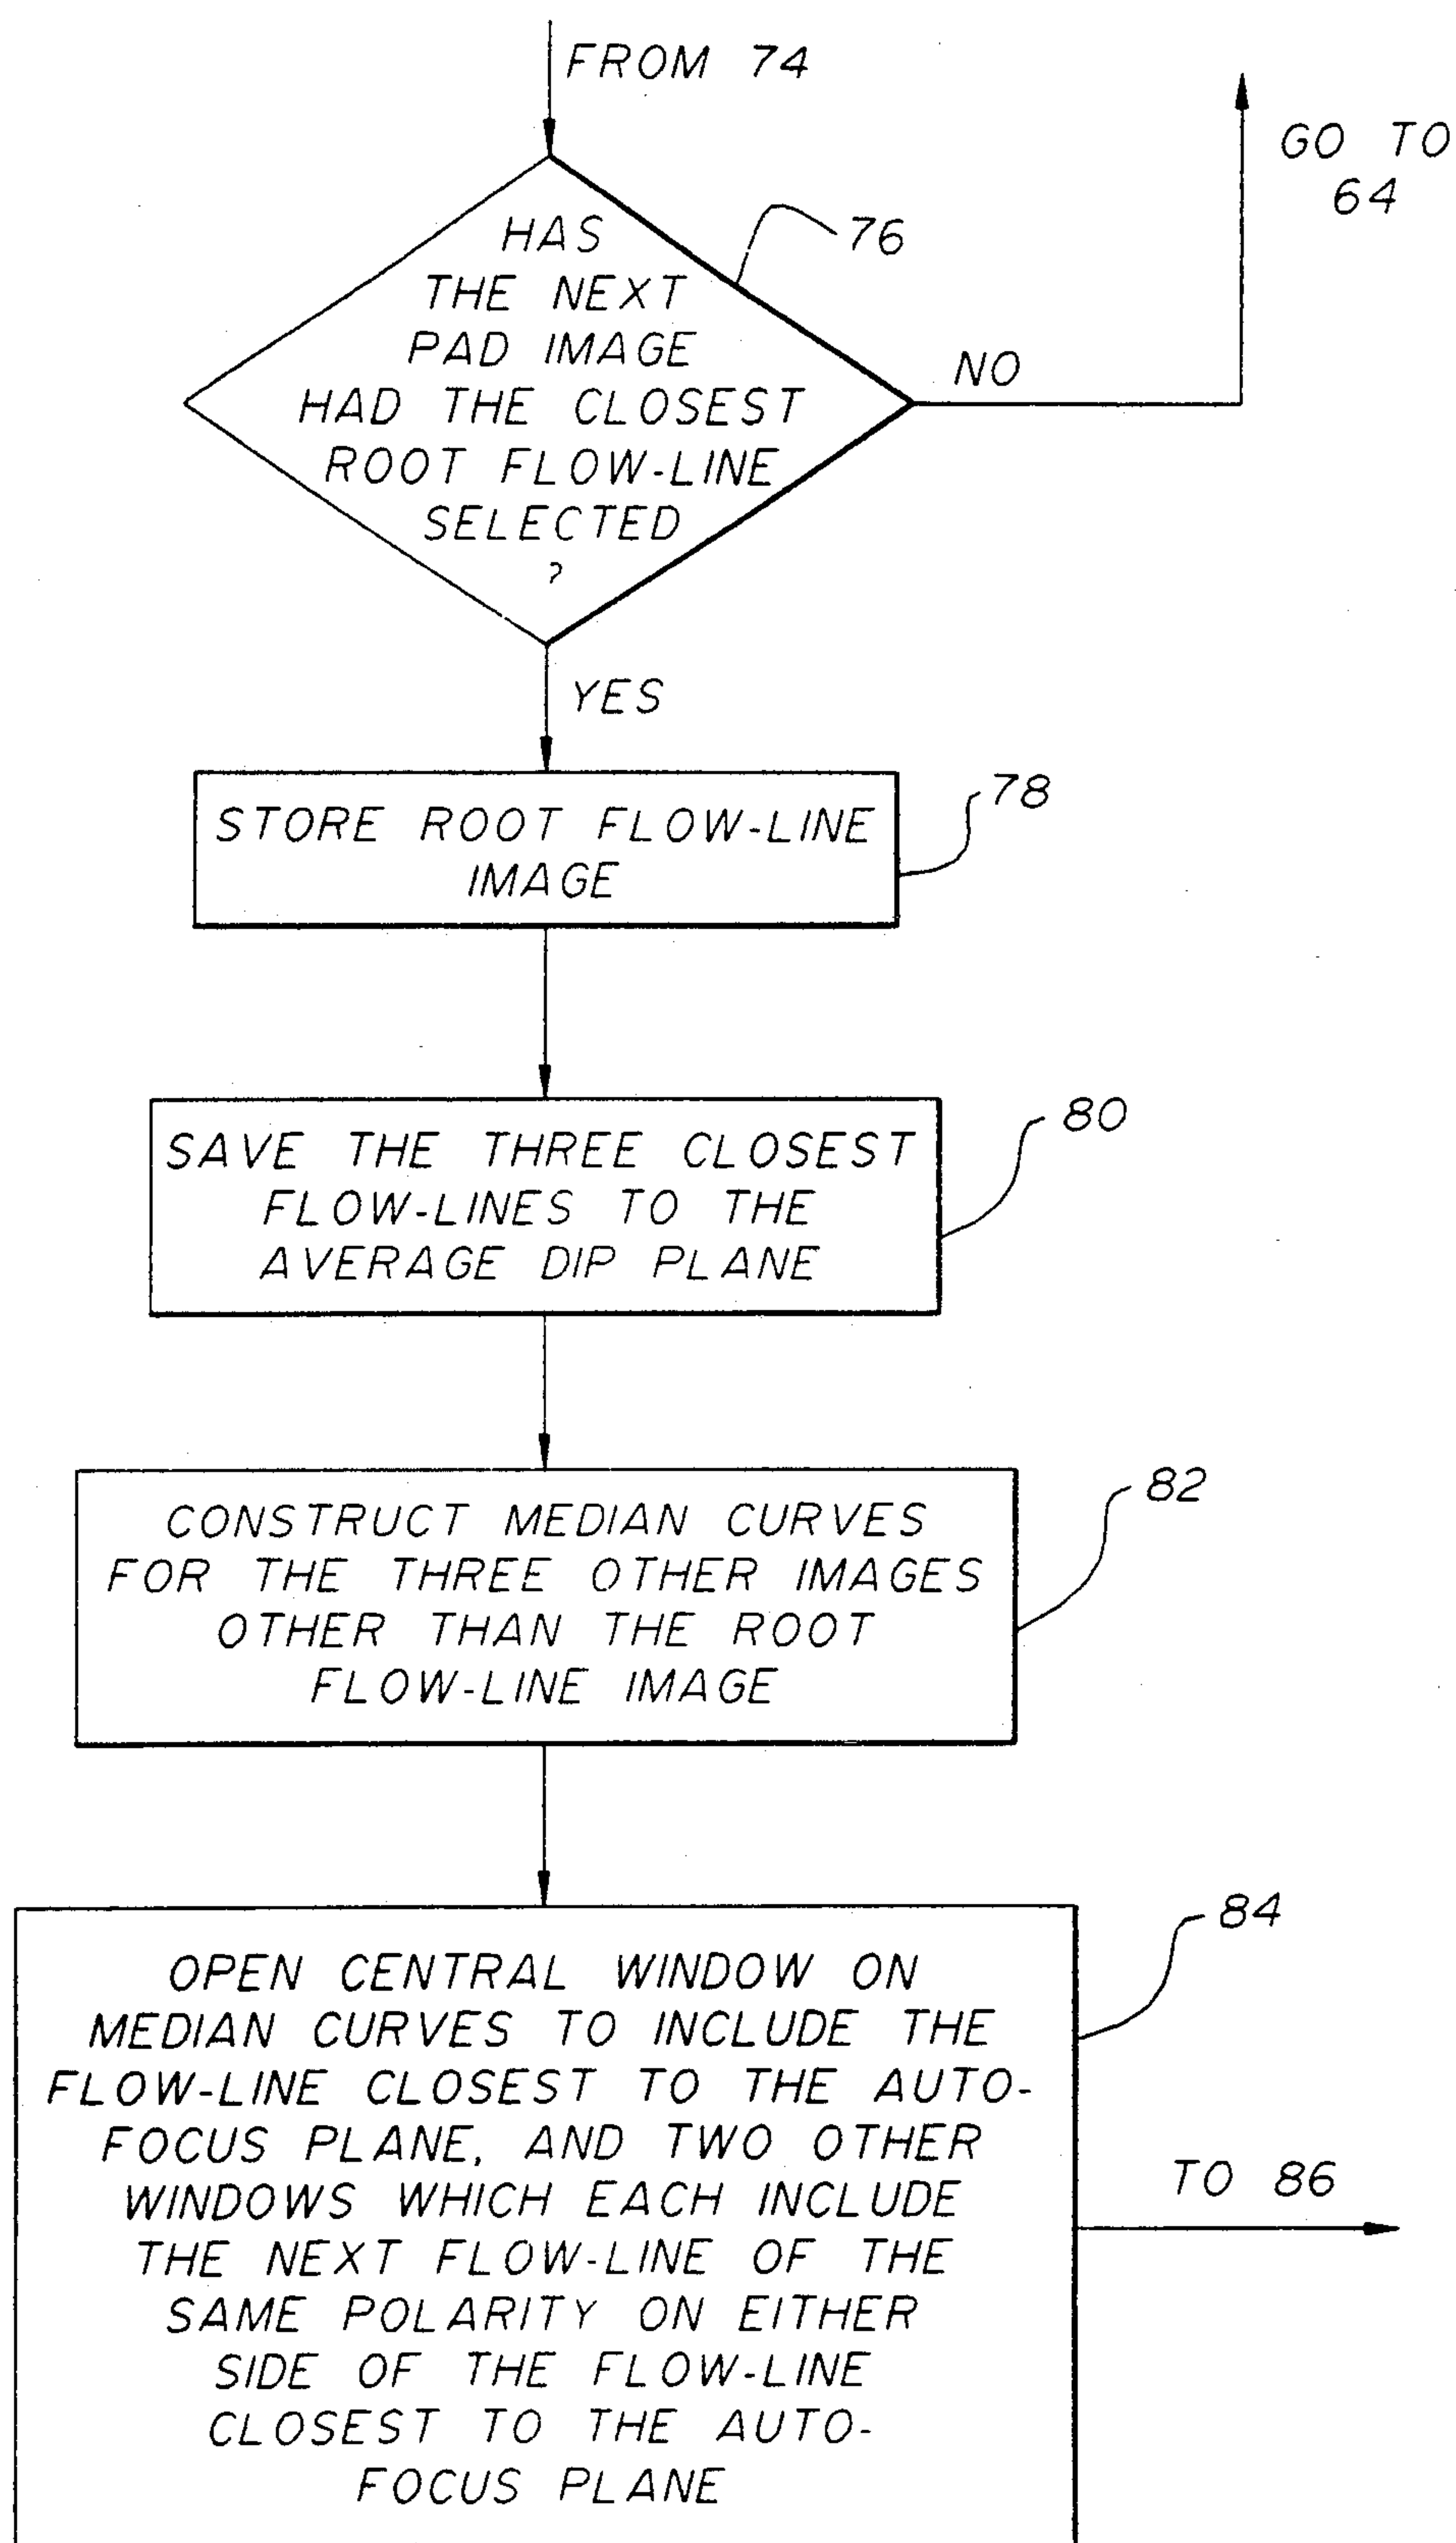 FROM 74
GO TO
64
76
HAS
THE NEXT
PAD IMAGE
HAD THE CLOSEST
ROOT FLOW-LINE
SELECTED
?
NO
YES
78
STORE ROOT FLOW-LINE
IMAGE
80
SAVE THE THREE CLOSEST
FLOW-LINES TO THE
AVERAGE DIP PLANE
82
CONSTRUCT MEDIAN CURVES
FOR THE THREE OTHER IMAGES
OTHER THAN THE ROOT
FLOW-LINE IMAGE
84
OPEN CENTRAL WINDOW ON
MEDIAN CURVES TO INCLUDE THE
FLOW-LINE CLOSEST TO THE AUTO-
FOCUS PLANE, AND TWO OTHER
WINDOWS WHICH EACH INCLUDE
THE NEXT FLOW-LINE OF THE
SAME POLARITY ON EITHER
SIDE OF THE FLOW-LINE
CLOSEST TO THE AUTO-
FOCUS PLANE
TO 86